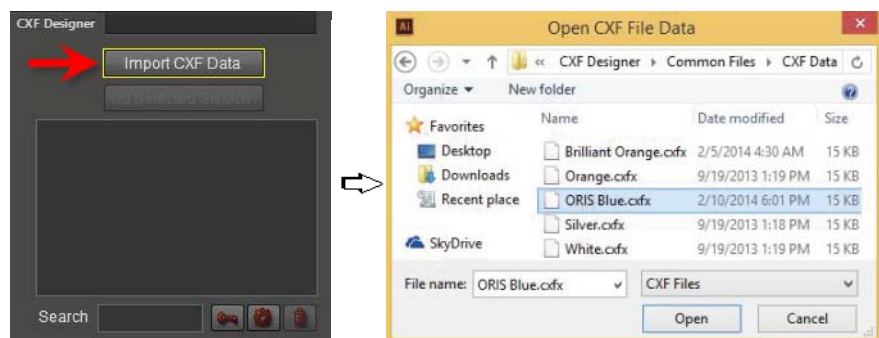 CXF Designer
Import CXF Data
Add Selected Swatch
Search
Ai Open CXF File Data
« CXF Designer Common Files CXF Data
Organize New folder
Name Date modified Size
Favorites
Desktop
Downloads
Recent place
SkyDrive
Brilliant Orange.cxfx 2/5/2014 4:30 AM 15 KB
Orange.cxfx 9/19/2013 1:19 PM 15 KB
ORIS Blue.cxfx 2/10/2014 6:01 PM 15 KB
Silver.cxfx 9/19/2013 1:18 PM 15 KB
White.cxfx 9/19/2013 1:19 PM 15 KB
File name: ORIS Blue.cxfx CXF Files
Open Cancel